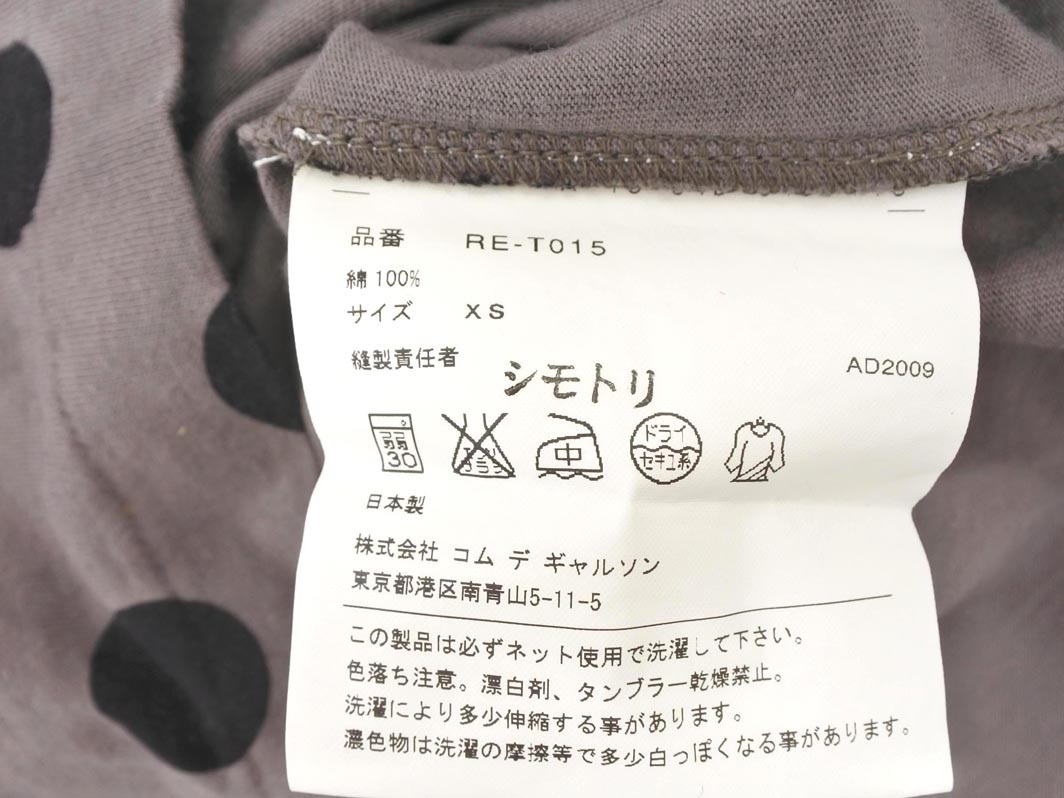 品番 RE-T015
綿 100%
サイズ XS
縫製責任者 シモトリ
AD2009
弱 30
エンソ サラシ
中
ドライ
セキユ系
日本製
株式会社 コム デ ギャルソン
東京都港区南青山5-11-5
この製品は必ずネット使用で洗濯して下さい。
色落ち注意。漂白剤、タンブラー乾燥禁止。
洗濯により多少伸縮する事があります。
濃色物は洗濯の摩擦等で多少白っぽくなる事があります。